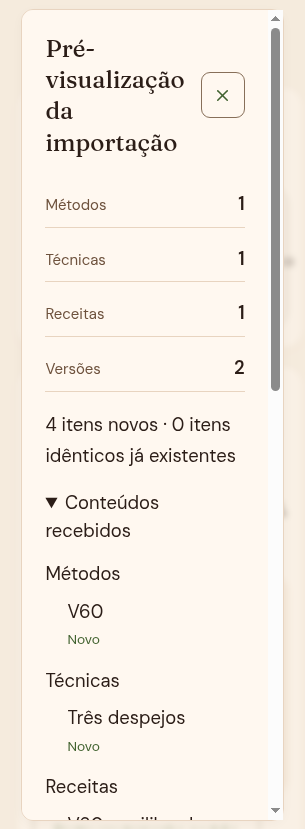 Pré-
visualização
da
importação
Métodos 1
Técnicas 1
Receitas 1
Versões 2
4 itens novos · 0 itens
idênticos já existentes
▼ Conteúdos
recebidos
Métodos
V60
Novo
Técnicas
Três despejos
Novo
Receitas